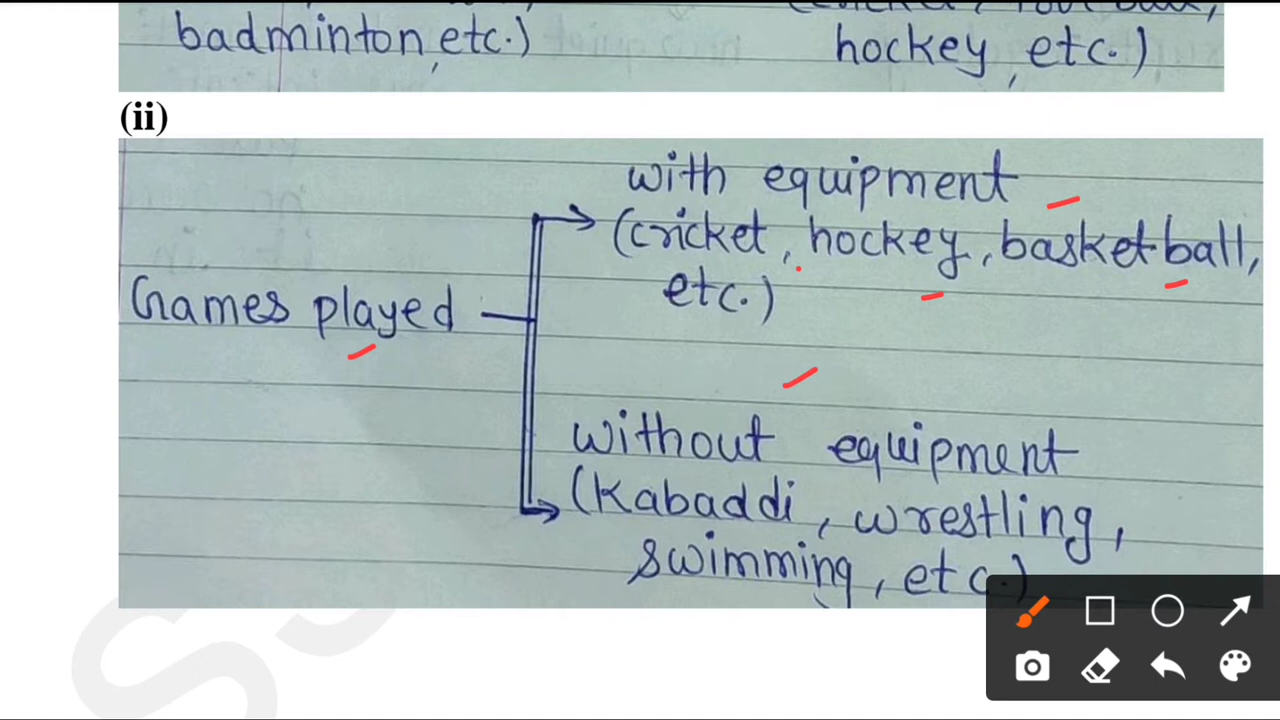 badminton, etc.)
hockey, etc.)
(ii)
with equipment
(cricket, hockey, basketball,
etc.)
Games played
without equipment
(Kabaddi, wrestling,
swimming, etc.)